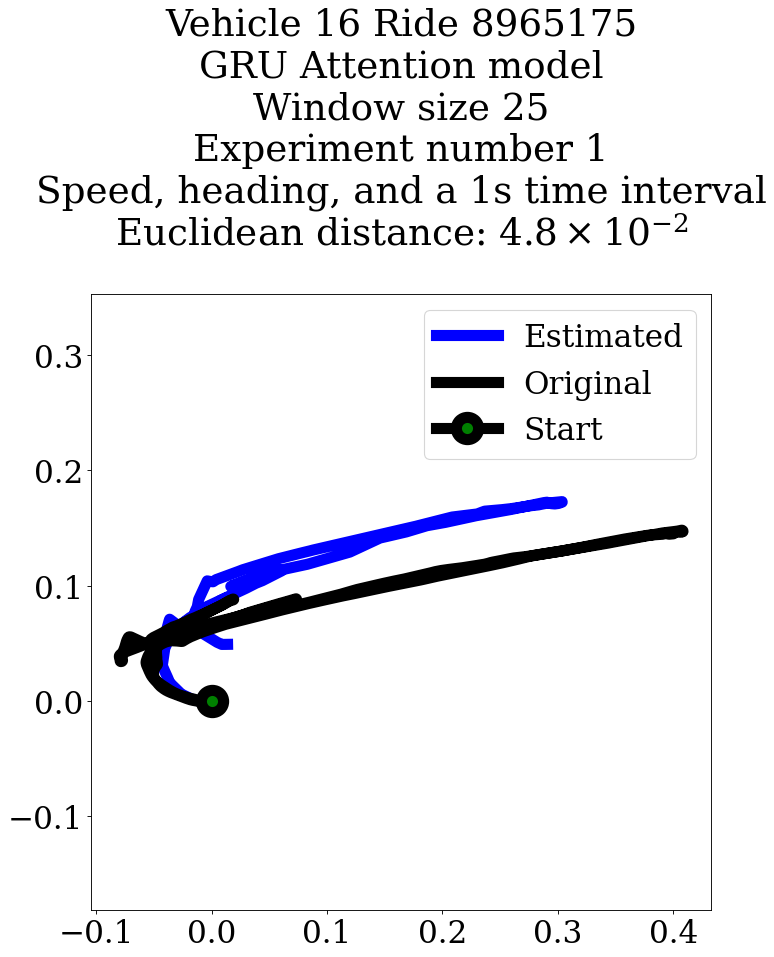 Vehicle 16 Ride 8965175
GRU Attention model
Window size 25
Experiment number 1
Speed, heading, and a 1s time interval
Euclidean distance: 4.8 × 10⁻²
Estimated
Original
Start
0.3
0.2
0.1
0.0
−0.1
−0.1 0.0 0.1 0.2 0.3 0.4